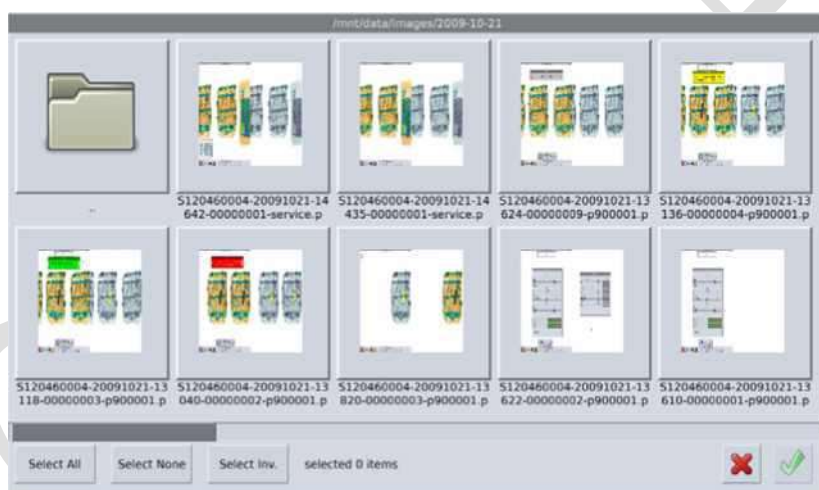 /mnt/data/images/2009-10-21
..
S120460004-20091021-14
642-00000001-service.p
S120460004-20091021-14
435-00000001-service.p
S120460004-20091021-13
624-00000009-p900001.p
S120460004-20091021-13
136-00000004-p900001.p
S120460004-20091021-13
118-00000003-p900001.p
S120460004-20091021-13
040-00000002-p900001.p
S120460004-20091021-13
820-00000003-p900001.p
S120460004-20091021-13
622-00000002-p900001.p
S120460004-20091021-13
610-00000001-p900001.p
Select All
Select None
Select Inv.
selected 0 items